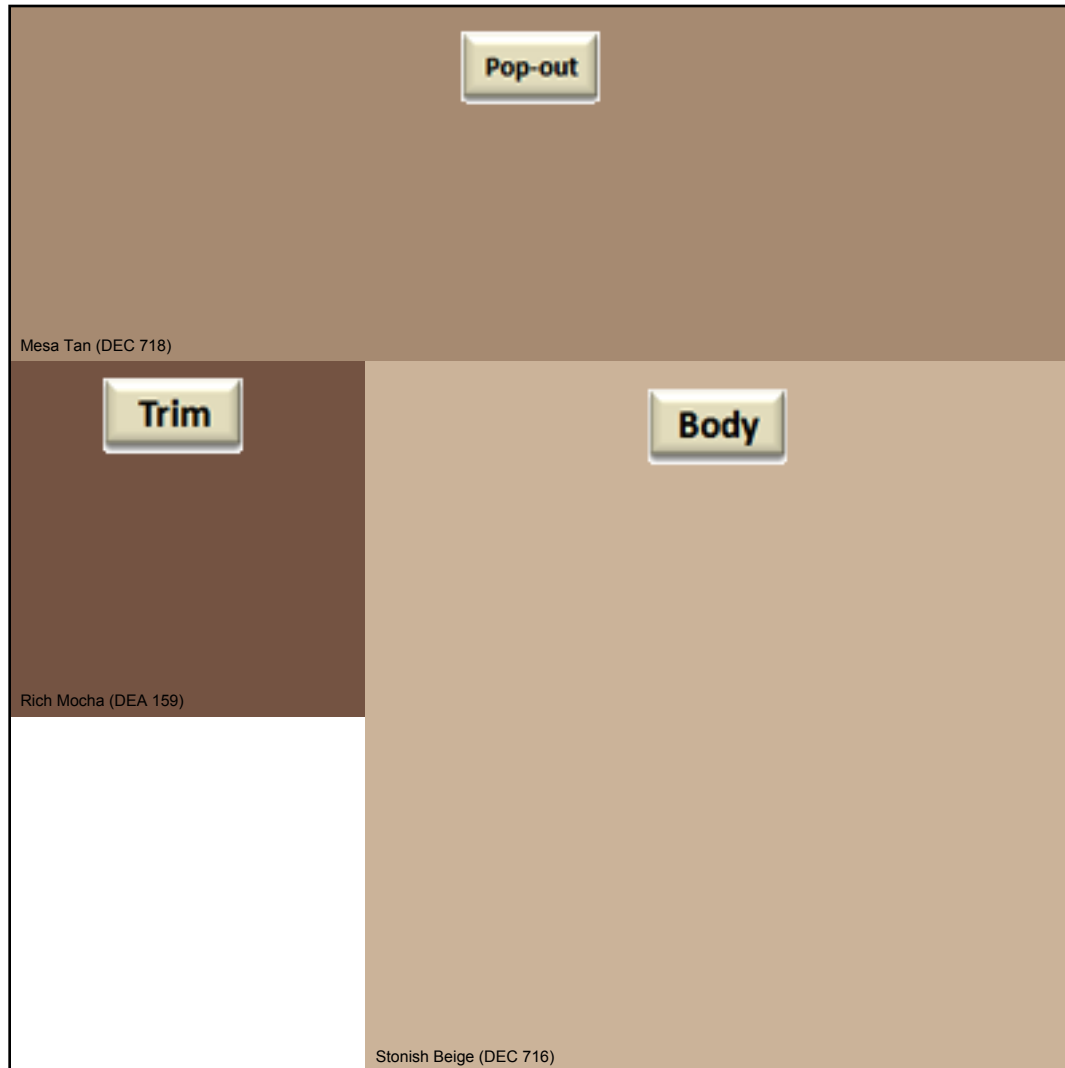 Pop-out
Mesa Tan (DEC 718)
Trim
Body
Rich Mocha (DEA 159)
Stonish Beige (DEC 716)